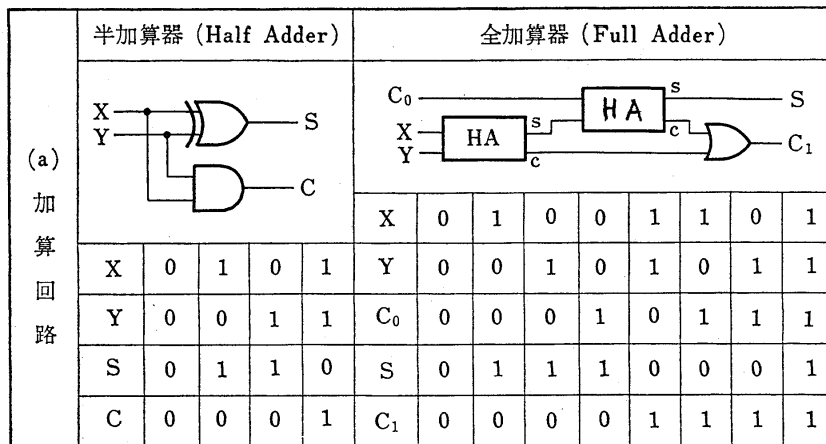 半加算器 (Half Adder)
全加算器 (Full Adder)
(a)
加
算
回
路
X
Y
S
C
C₀
X
Y
HA
s
c
HA
s
c
S
C₁
X 0 1 0 1
Y 0 0 1 1
S 0 1 1 0
C 0 0 0 1
X 0 1 0 0 1 1 0 1
Y 0 0 1 0 1 0 1 1
C₀ 0 0 0 1 0 1 1 1
S 0 1 1 1 0 0 0 1
C₁ 0 0 0 0 1 1 1 1